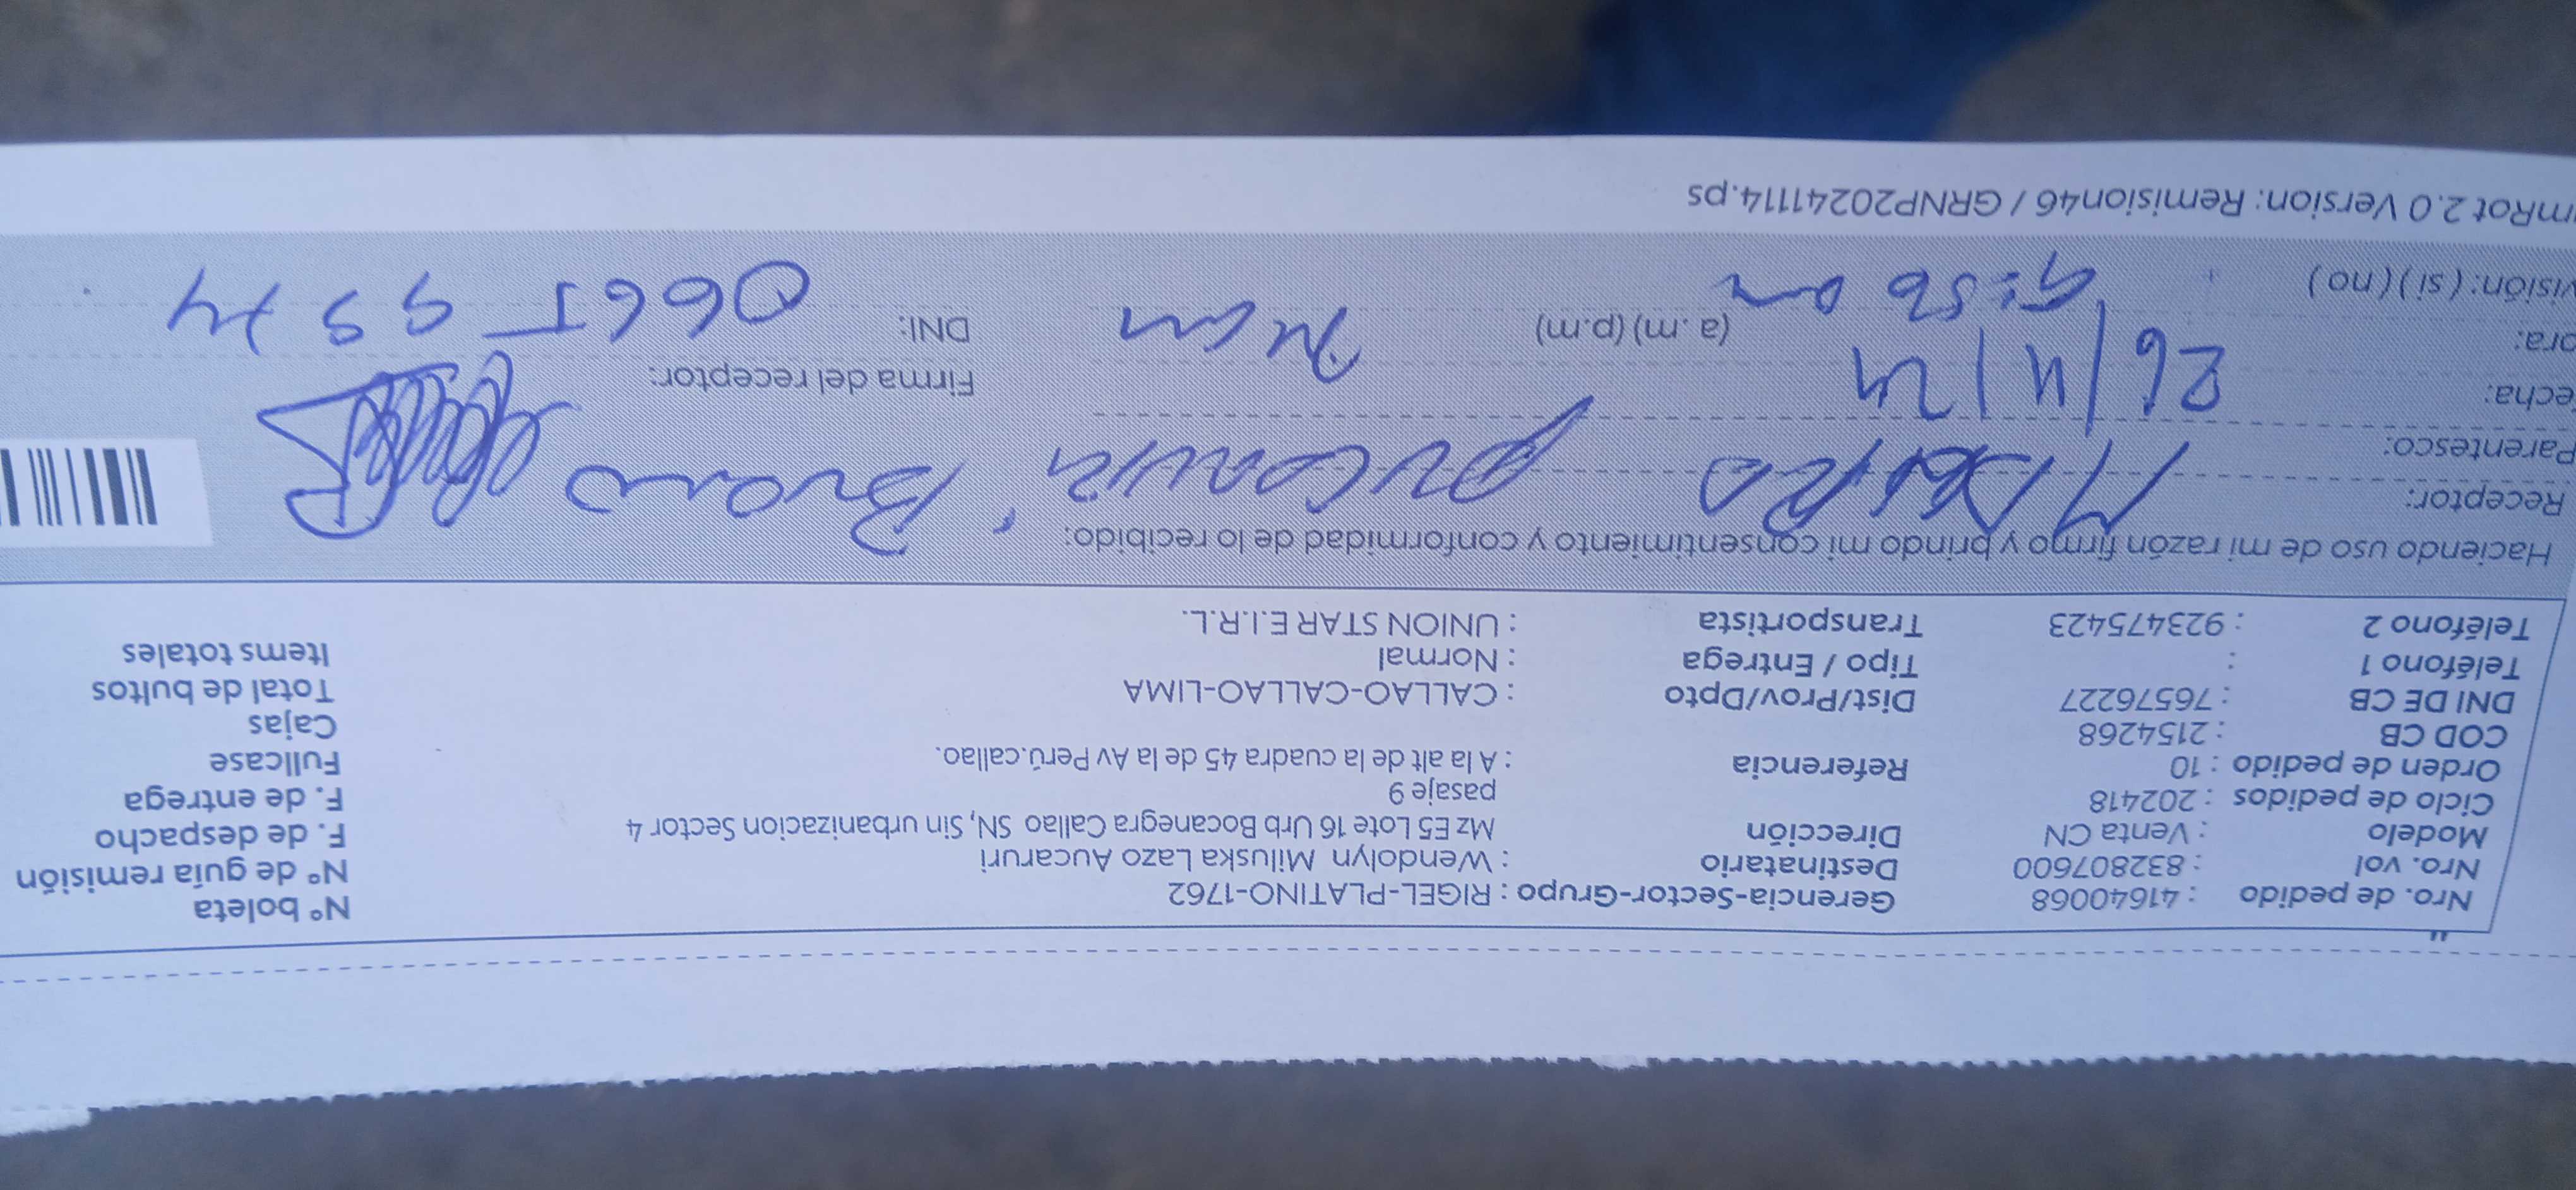 Nro. de pedido : 41640068 Gerencia-Sector-Grupo : RIGEL-PLATINO-1762 N° boleta
Nro. vol : 832807600 Destinatario : Wendolyn Miluska Lazo Aucaruri N° de guía remisión
Modelo : Venta CN Dirección Mz E5 Lote 16 Urb Bocanegra Callao SN, Sin urbanizacion Sector 4 F. de despacho
Ciclo de pedidos : 202418 pasaje 9 F. de entrega
Orden de pedido : 10 Referencia : A la alt de la cuadra 45 de la Av Perú.callao. Fullcase
COD CB : 2154268 Cajas
DNI DE CB : 76576227 Dist/Prov/Dpto : CALLAO-CALLAO-LIMA Total de bultos
Teléfono 1 : Tipo / Entrega : Normal Items totales
Teléfono 2 : 923475423 Transportista : UNION STAR E.I.R.L.
Haciendo uso de mi razón firmo y brindo mi consentimiento y conformidad de lo recibido:
Receptor:
Parentesco:
echa: 26/11/24 Firma del receptor:
ora: 9:56 am (a.m) (p.m) DNI:
visión: ( si ) ( no )
mRot 2.0 Version: Remision46 / GRNP20241114.ps